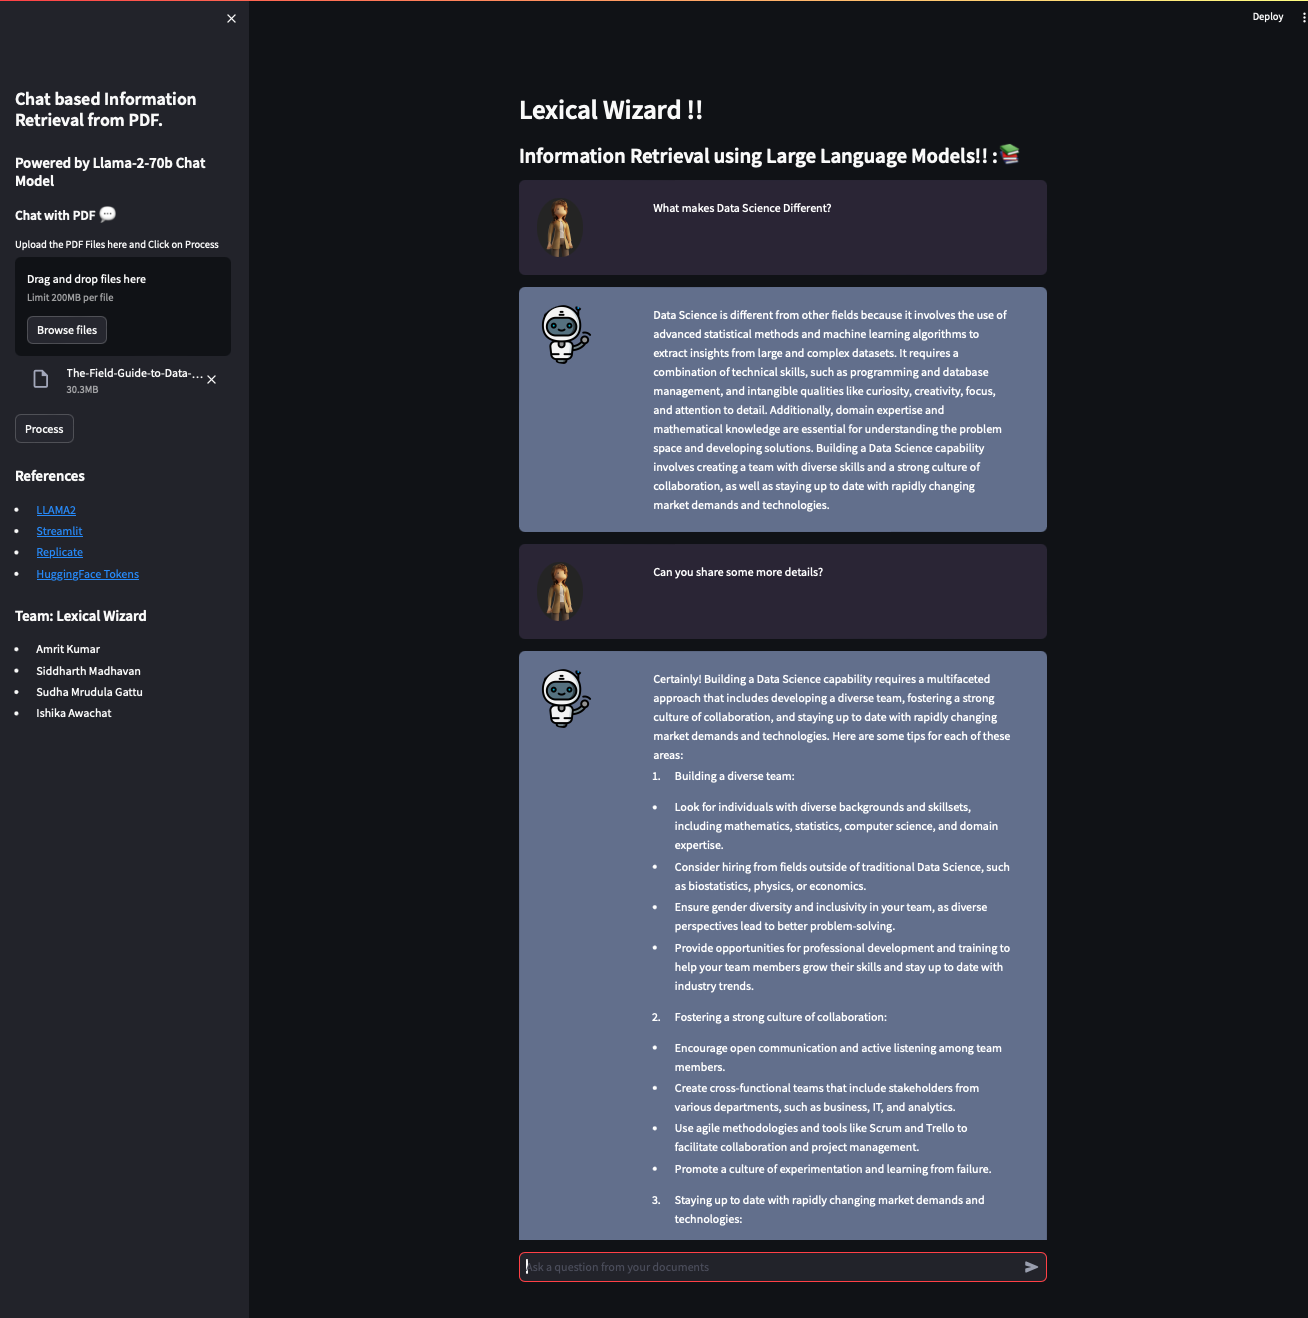 Deploy
Chat based Information
Retrieval from PDF.
Powered by Llama-2-70b Chat
Model
Chat with PDF 💬
Upload the PDF Files here and Click on Process
Drag and drop files here
Limit 200MB per file
Browse files
The-Field-Guide-to-Data-...
30.3MB
Process
References
• LLAMA2
• Streamlit
• Replicate
• HuggingFace Tokens
Team: Lexical Wizard
• Amrit Kumar
• Siddharth Madhavan
• Sudha Mrudula Gattu
• Ishika Awachat
Lexical Wizard !!
Information Retrieval using Large Language Models!! :📚
What makes Data Science Different?
Data Science is different from other fields because it involves the use of
advanced statistical methods and machine learning algorithms to
extract insights from large and complex datasets. It requires a
combination of technical skills, such as programming and database
management, and intangible qualities like curiosity, creativity, focus,
and attention to detail. Additionally, domain expertise and
mathematical knowledge are essential for understanding the problem
space and developing solutions. Building a Data Science capability
involves creating a team with diverse skills and a strong culture of
collaboration, as well as staying up to date with rapidly changing
market demands and technologies.
Can you share some more details?
Certainly! Building a Data Science capability requires a multifaceted
approach that includes developing a diverse team, fostering a strong
culture of collaboration, and staying up to date with rapidly changing
market demands and technologies. Here are some tips for each of these
areas:
1. Building a diverse team:
• Look for individuals with diverse backgrounds and skillsets,
including mathematics, statistics, computer science, and domain
expertise.
• Consider hiring from fields outside of traditional Data Science, such
as biostatistics, physics, or economics.
• Ensure gender diversity and inclusivity in your team, as diverse
perspectives lead to better problem-solving.
• Provide opportunities for professional development and training to
help your team members grow their skills and stay up to date with
industry trends.
2. Fostering a strong culture of collaboration:
• Encourage open communication and active listening among team
members.
• Create cross-functional teams that include stakeholders from
various departments, such as business, IT, and analytics.
• Use agile methodologies and tools like Scrum and Trello to
facilitate collaboration and project management.
• Promote a culture of experimentation and learning from failure.
3. Staying up to date with rapidly changing market demands and
technologies:
Ask a question from your documents